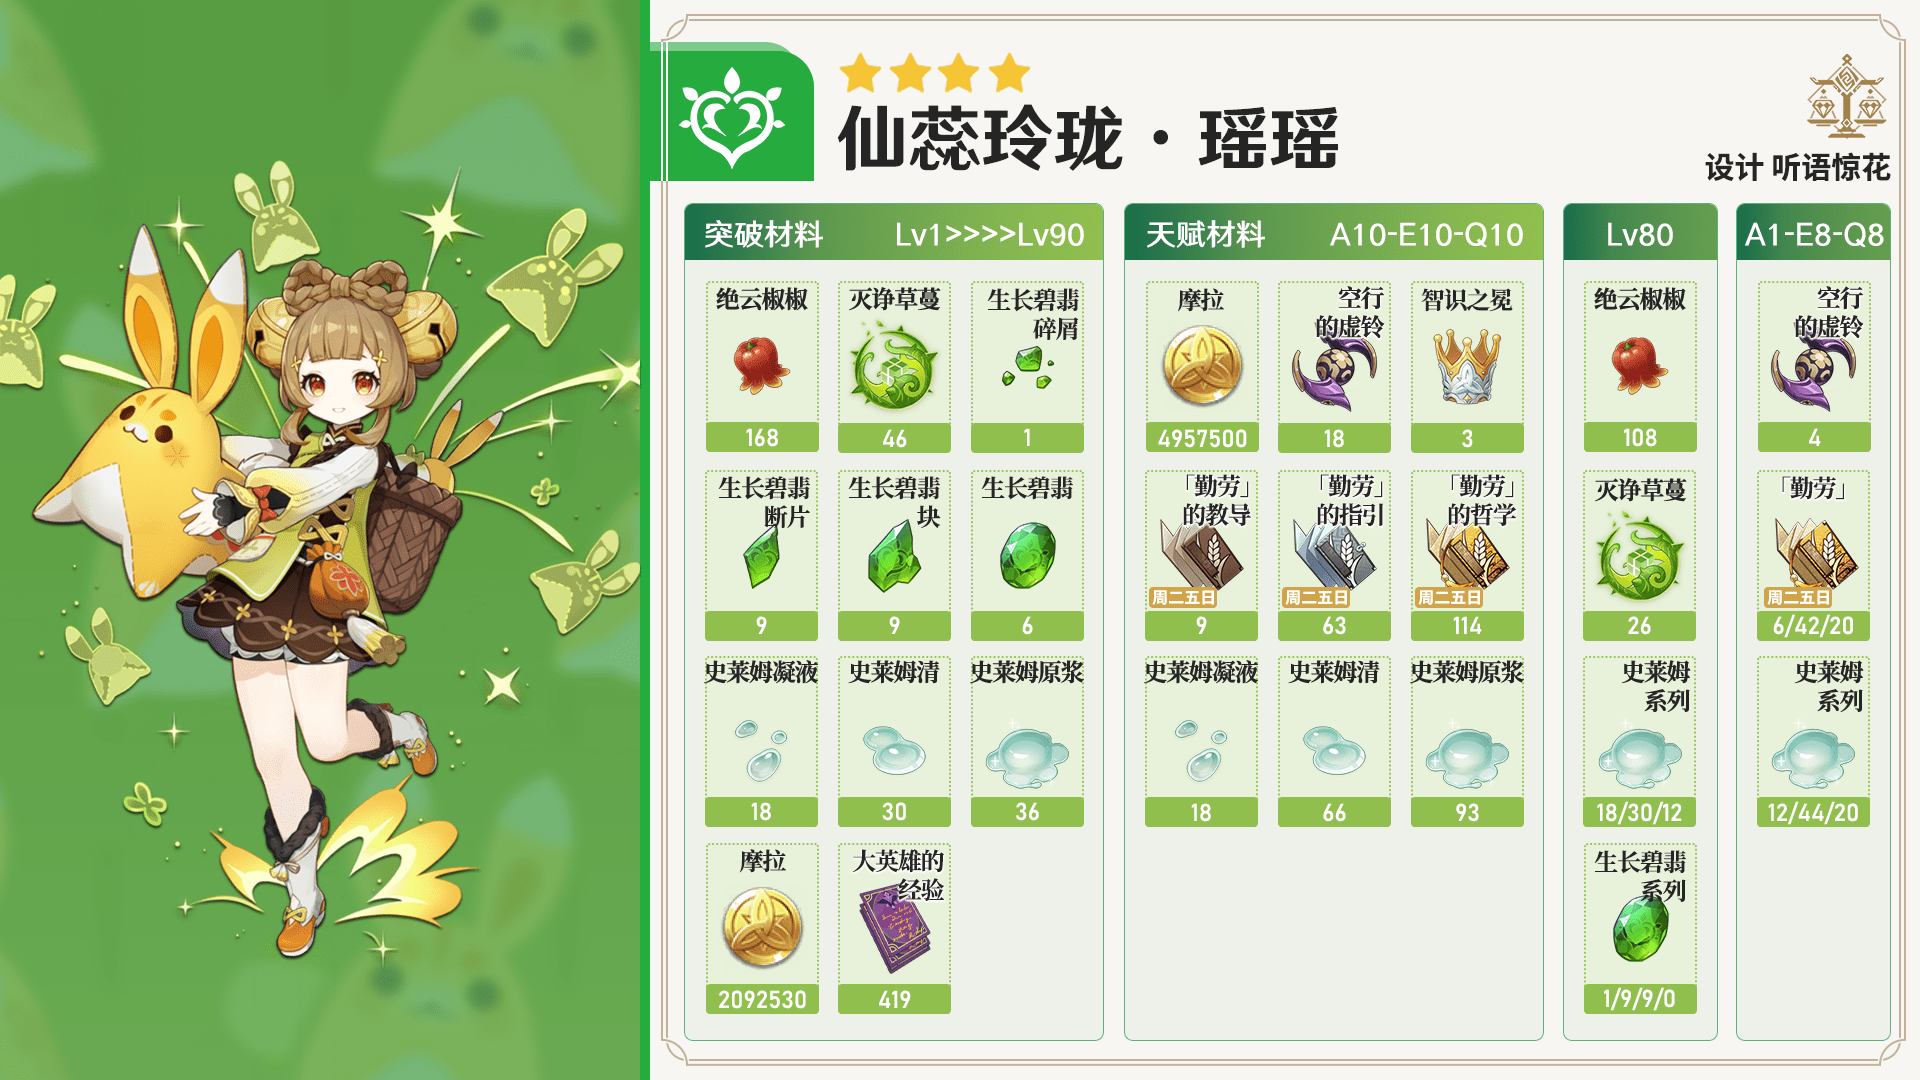 仙蕊玲珑·瑶瑶
设计 听语惊花
突破材料 Lv1>>>>Lv90
绝云椒椒
168
灭诤草蔓
46
生长碧翡
碎屑
1
生长碧翡
断片
9
生长碧翡
块
9
生长碧翡
6
史莱姆凝液
18
史莱姆清
30
史莱姆原浆
36
摩拉
2092530
大英雄的
经验
419
天赋材料 A10-E10-Q10
摩拉
4957500
空行
的虚铃
18
智识之冕
3
「勤劳」
的教导
周二五日
9
「勤劳」
的指引
周二五日
63
「勤劳」
的哲学
周二五日
114
史莱姆凝液
18
史莱姆清
66
史莱姆原浆
93
Lv80
绝云椒椒
108
灭诤草蔓
26
史莱姆
系列
18/30/12
生长碧翡
系列
1/9/9/0
A1-E8-Q8
空行
的虚铃
4
「勤劳」
周二五日
6/42/20
史莱姆
系列
12/44/20